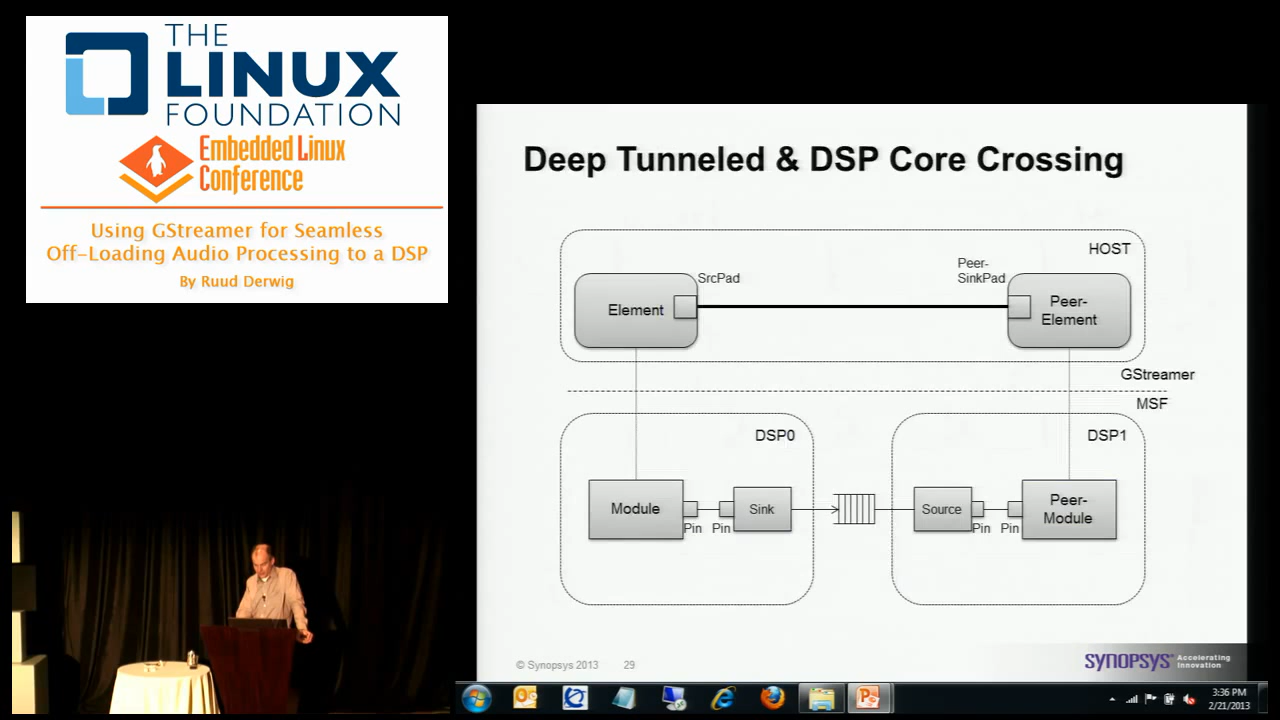 THE
LINUX
FOUNDATION
Embedded Linux
Conference
Using GStreamer for Seamless
Off-Loading Audio Processing to a DSP
By Ruud Derwig
Deep Tunneled & DSP Core Crossing
HOST
SrcPad
Peer-
SinkPad
Element
Peer-
Element
GStreamer
MSF
DSP0
DSP1
Module
Pin
Pin
Sink
Source
Pin
Pin
Peer-
Module
© Synopsys 2013 29
SYNOPSYS® Accelerating
Innovation
3:36 PM
2/21/2013